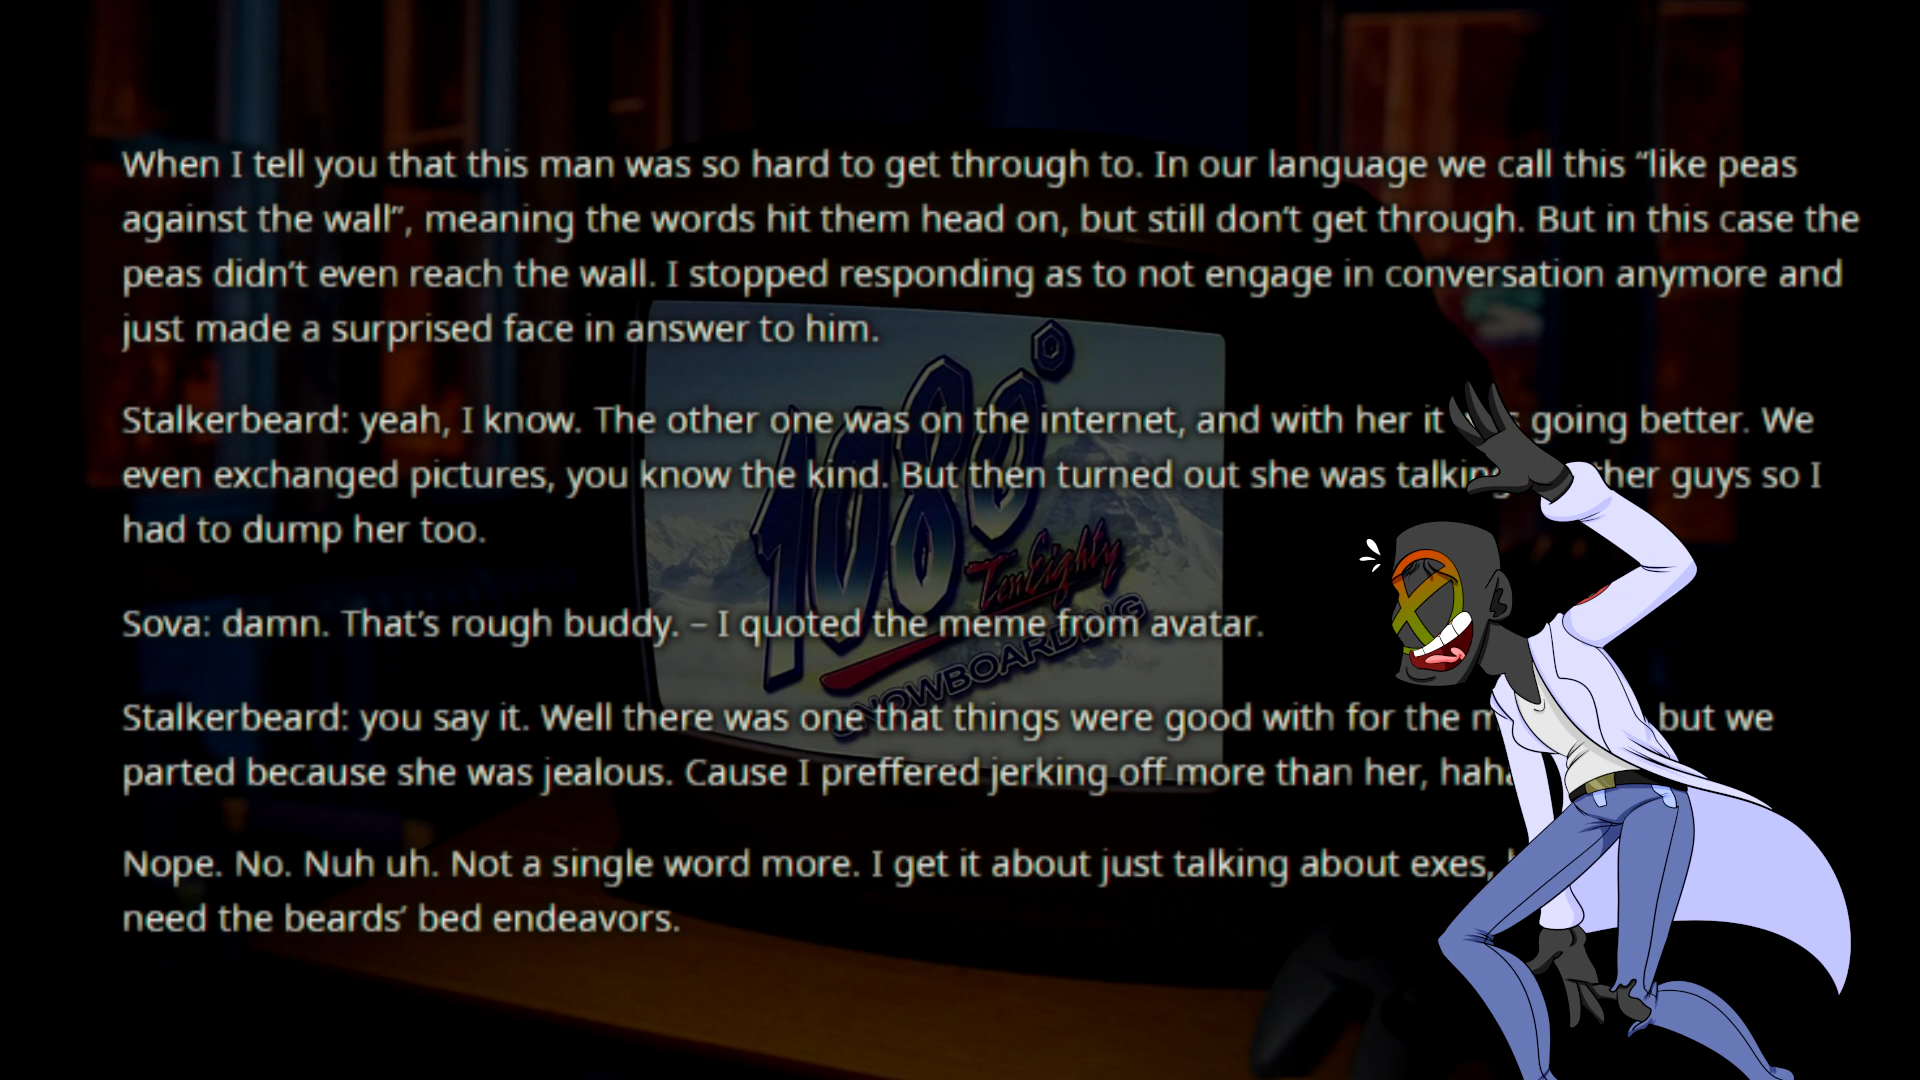 When I tell you that this man was so hard to get through to. In our language we call this “like peas
against the wall”, meaning the words hit them head on, but still don’t get through. But in this case the
peas didn’t even reach the wall. I stopped responding as to not engage in conversation anymore and
just made a surprised face in answer to him.
Stalkerbeard: yeah, I know. The other one was on the internet, and with her it going better. We
even exchanged pictures, you know the kind. But then turned out she was talking guys so I
had to dump her too.
Sova: damn. That’s rough buddy. – I quoted the meme from avatar.
Stalkerbeard: you say it. Well there was one that things were good with for the but we
parted because she was jealous. Cause I preffered jerking off more than her,
Nope. No. Nuh uh. Not a single word more. I get it about just talking about exes,
need the beards’ bed endeavors.
1080°
TenEighty
SNOWBOARDING